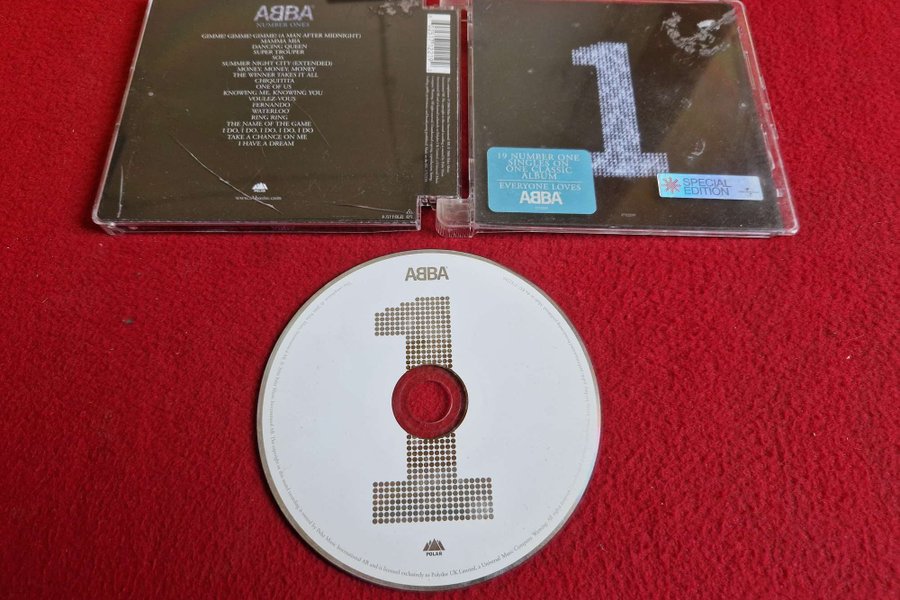 ABBA
NUMBER ONES
GIMME! GIMME! GIMME! (A MAN AFTER MIDNIGHT)
MAMMA MIA
DANCING QUEEN
SUPER TROUPER
SOS
SUMMER NIGHT CITY (EXTENDED)
MONEY, MONEY, MONEY
THE WINNER TAKES IT ALL
CHIQUITITA
ONE OF US
KNOWING ME, KNOWING YOU
VOULEZ-VOUS
FERNANDO
WATERLOO
RING RING
THE NAME OF THE GAME
I DO, I DO, I DO, I DO, I DO
TAKE A CHANCE ON ME
I HAVE A DREAM
POLAR
1
19 NUMBER ONE
SINGLES ON
ONE CLASSIC
ALBUM
EVERYONE LOVES
ABBA
SPECIAL
EDITION
ABBA
1
POLAR